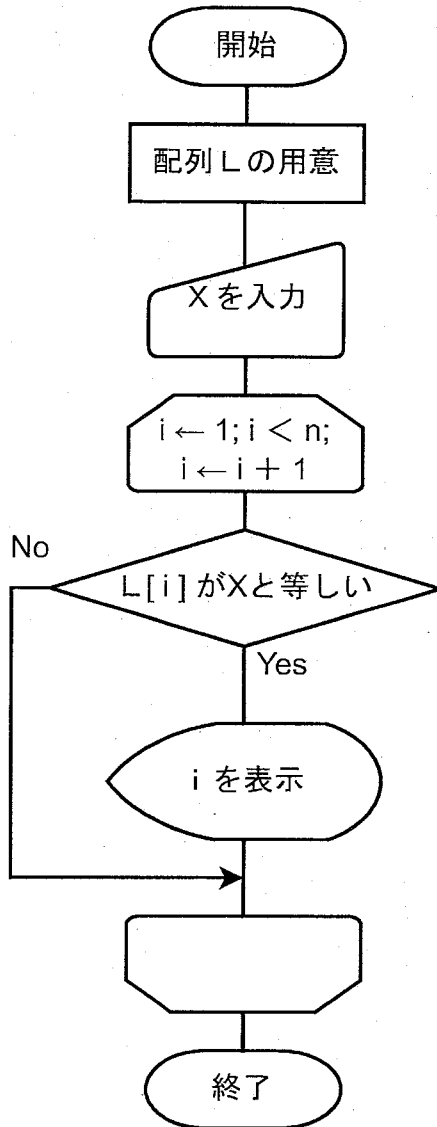 開始
配列Lの用意
Xを入力
i ← 1; i < n;
i ← i + 1
No
L[i]がXと等しい
Yes
iを表示
終了